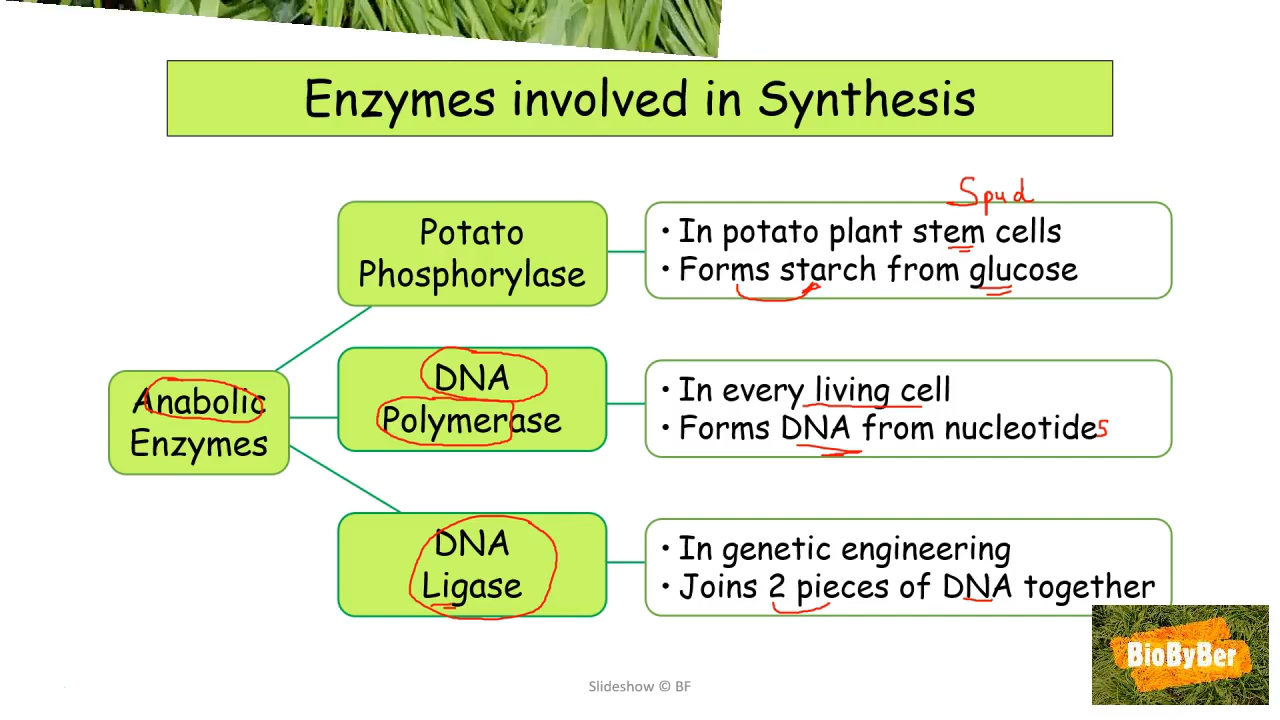 Enzymes involved in Synthesis
Spud
Potato
Phosphorylase
• In potato plant stem cells
• Forms starch from glucose
Anabolic
Enzymes
DNA
Polymerase
• In every living cell
• Forms DNA from nucleotides
DNA
Ligase
• In genetic engineering
• Joins 2 pieces of DNA together
BioByBer
Slideshow © BF